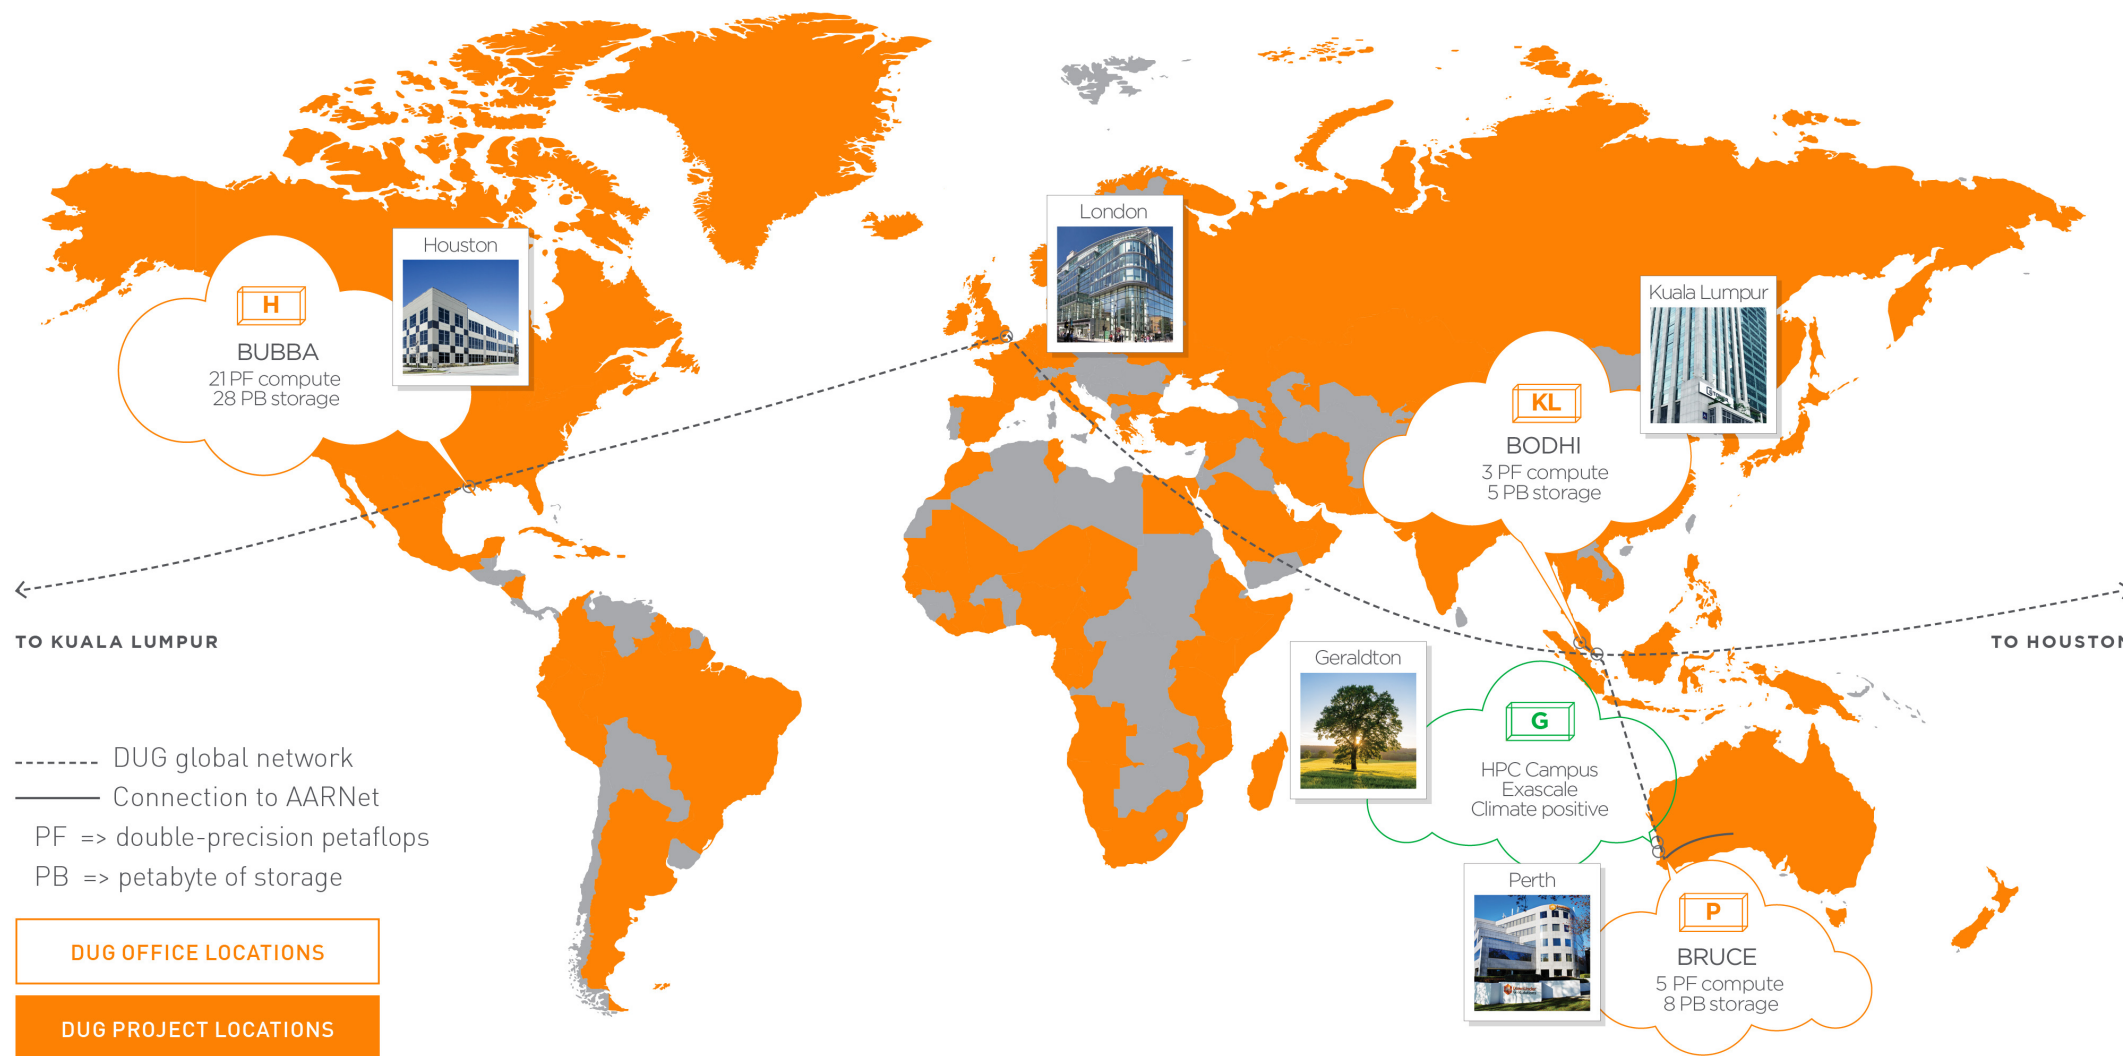 London
Houston
Kuala Lumpur
H
BUBBA
21 PF compute
28 PB storage
KL
BODHI
3 PF compute
5 PB storage
TO KUALA LUMPUR
TO HOUSTON
Geraldton
G
HPC Campus
Exascale
Climate positive
DUG global network
Connection to AARNet
PF => double-precision petaflops
PB => petabyte of storage
Perth
P
BRUCE
5 PF compute
8 PB storage
DUG OFFICE LOCATIONS
DUG PROJECT LOCATIONS